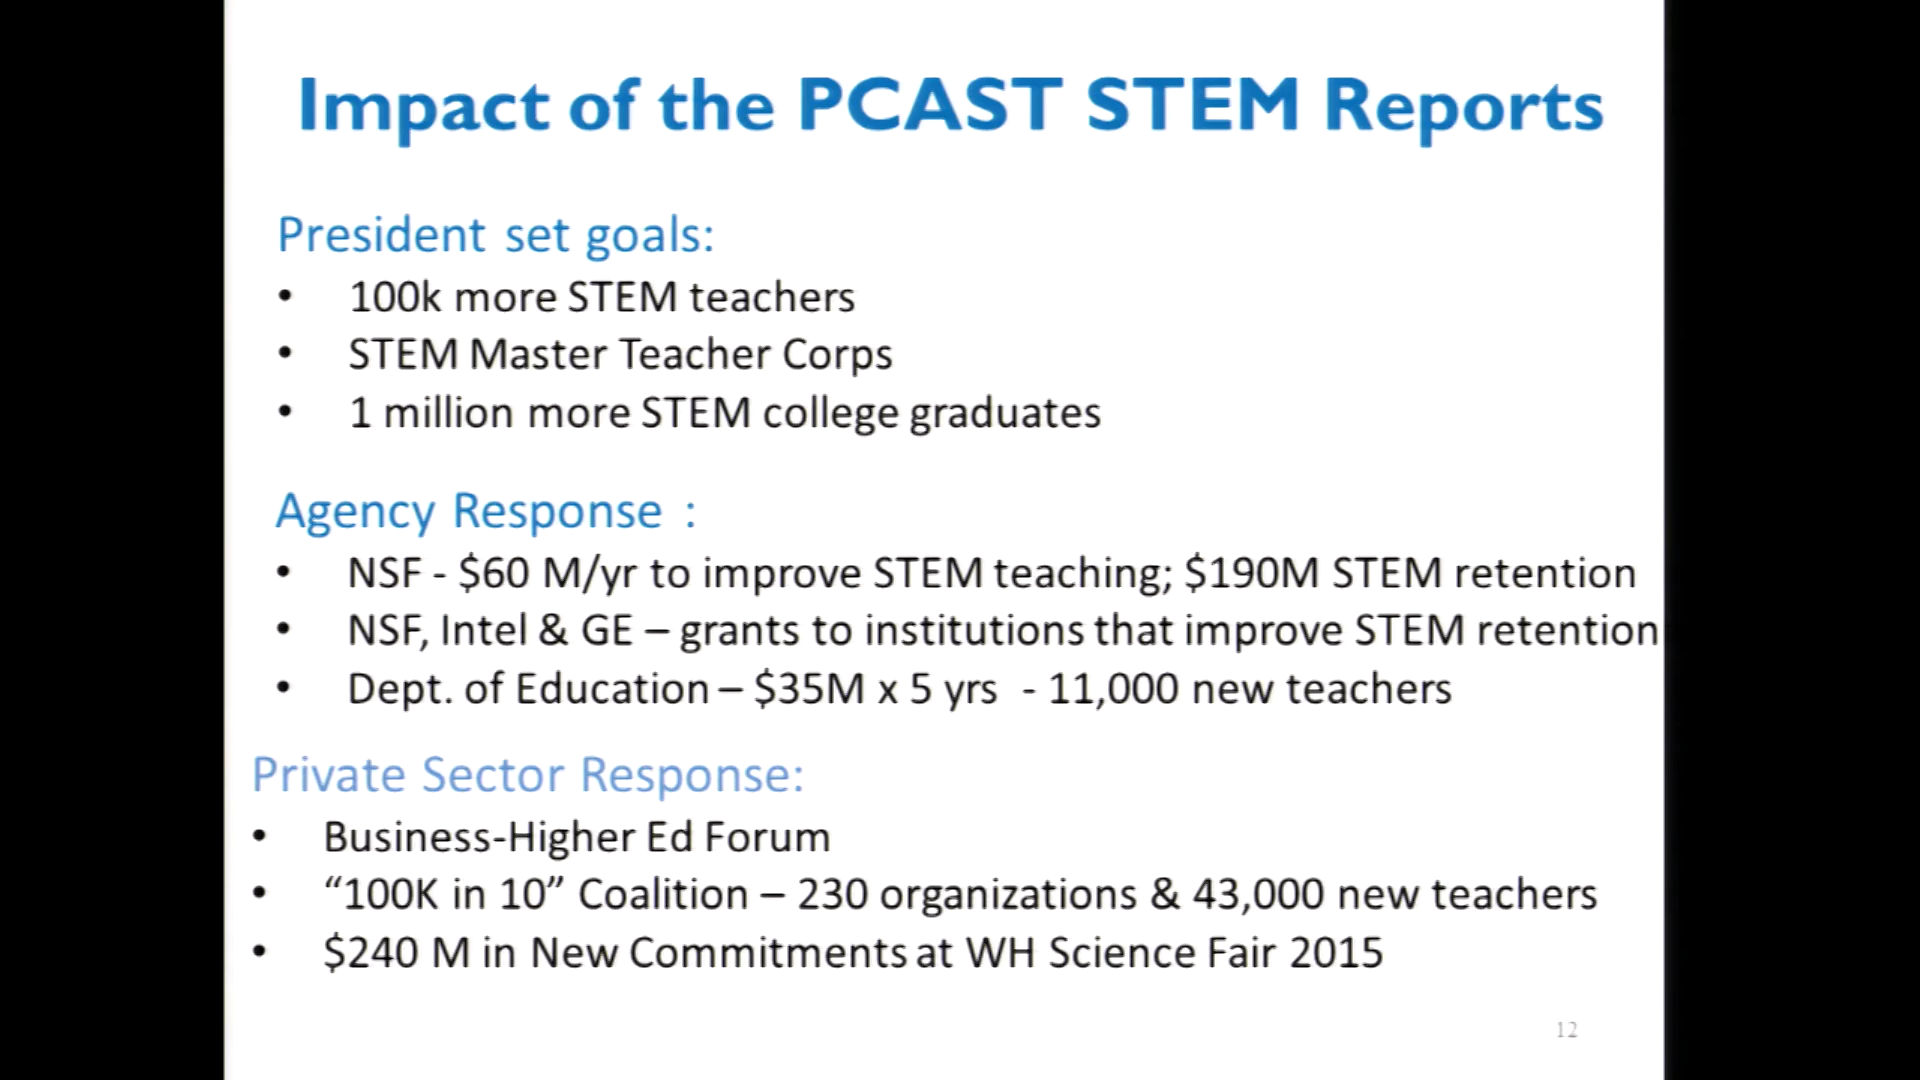 Impact of the PCAST STEM Reports
President set goals:
• 100k more STEM teachers
• STEM Master Teacher Corps
• 1 million more STEM college graduates
Agency Response :
• NSF - $60 M/yr to improve STEM teaching; $190M STEM retention
• NSF, Intel & GE – grants to institutions that improve STEM retention
• Dept. of Education – $35M x 5 yrs - 11,000 new teachers
Private Sector Response:
• Business-Higher Ed Forum
• “100K in 10” Coalition – 230 organizations & 43,000 new teachers
• $240 M in New Commitments at WH Science Fair 2015
12